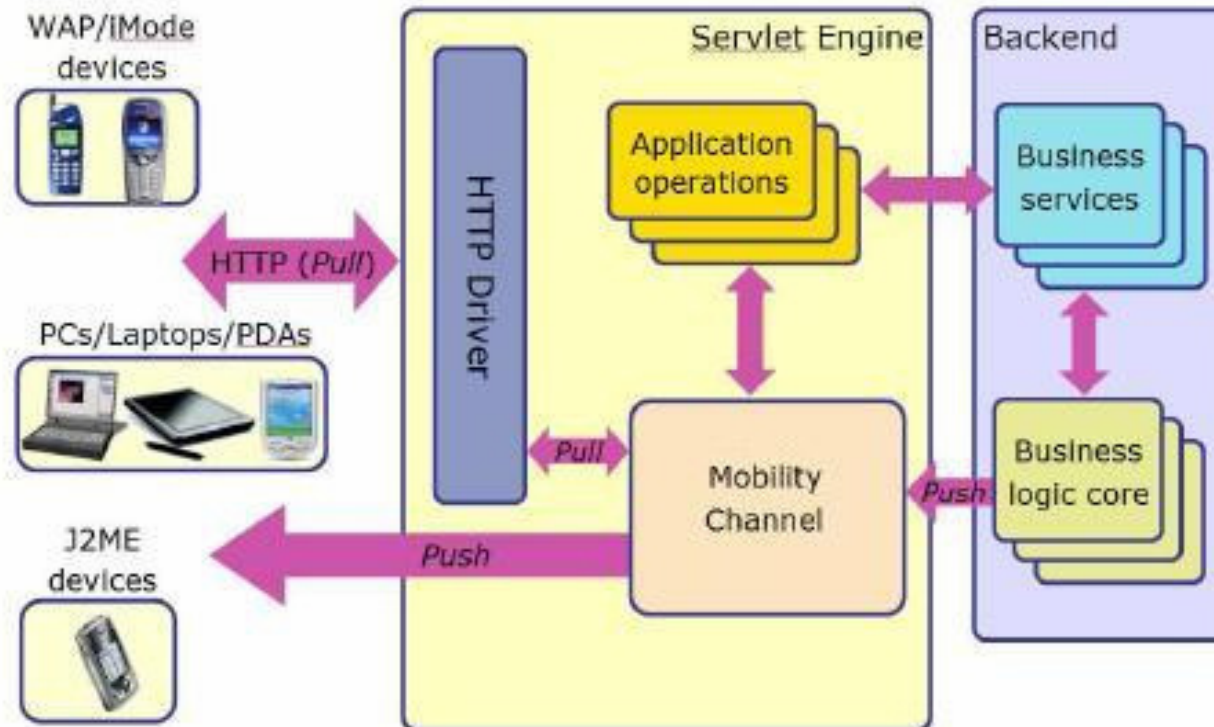 WAP/iMode
devices
HTTP (Pull)
PCs/Laptops/PDAs
J2ME
devices
Servlet Engine
HTTP Driver
Application
operations
Pull
Mobility
Channel
Push
Backend
Business
services
Business
logic core
Push